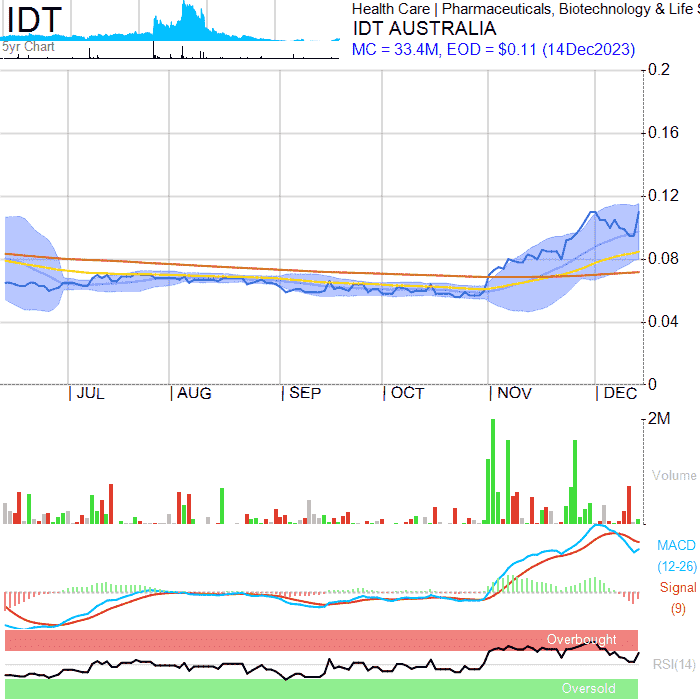 IDT
5yr Chart
Health Care | Pharmaceuticals, Biotechnology & Life S
IDT AUSTRALIA
MC = 33.4M, EOD = $0.11 (14Dec2023)
0.2
0.16
0.12
0.08
0.04
0
JUL AUG SEP OCT NOV DEC
2M
Volume
MACD
(12-26)
Signal
(9)
Overbought
RSI(14)
Oversold